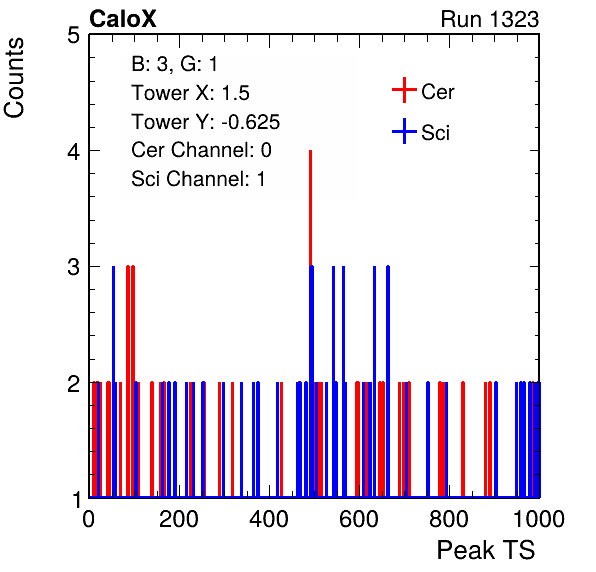 CaloX
Run 1323
B: 3, G: 1
Tower X: 1.5
Tower Y: -0.625
Cer Channel: 0
Sci Channel: 1
Cer
Sci
Counts
5
4
3
2
1
0 200 400 600 800 1000
Peak TS